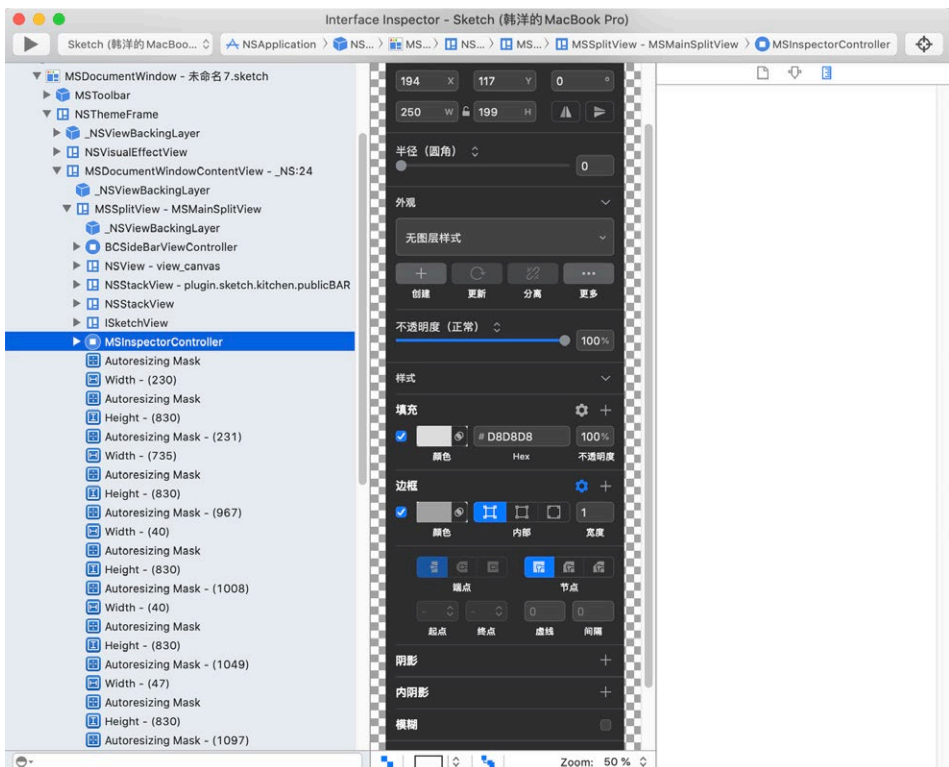 Interface Inspector - Sketch (韩洋的 MacBook Pro)
Sketch (韩洋的 MacBoo... NSApplication NS... MS... NS... MS... MSSplitView - MSMainSplitView MSInspectorController
MSDocumentWindow - 未命名 7.sketch
MSToolbar
NSThemeFrame
_NSViewBackingLayer
NSVisualEffectView
MSDocumentWindowContentView - _NS:24
_NSViewBackingLayer
MSSplitView - MSMainSplitView
_NSViewBackingLayer
BCSideBarViewController
NSView - view_canvas
NSStackView - plugin.sketch.kitchen.publicBAR
NSStackView
ISketchView
MSInspectorController
Autoresizing Mask
Width - (230)
Autoresizing Mask
Height - (830)
Autoresizing Mask - (231)
Width - (735)
Autoresizing Mask
Height - (830)
Autoresizing Mask - (967)
Width - (40)
Autoresizing Mask
Height - (830)
Autoresizing Mask - (1008)
Width - (40)
Autoresizing Mask
Height - (830)
Autoresizing Mask - (1049)
Width - (47)
Autoresizing Mask
Height - (830)
Autoresizing Mask - (1097)
194 X 117 Y 0 °
250 W 199 H
半径（圆角）
0
外观
无图层样式
创建 更新 分离 更多
不透明度（正常）
100%
样式
填充
# D8D8D8 100%
颜色 Hex 不透明度
边框
1
颜色 内部 宽度
端点 节点
- - 0 0
起点 终点 虚线 间隔
阴影
内阴影
模糊
Zoom: 50 %